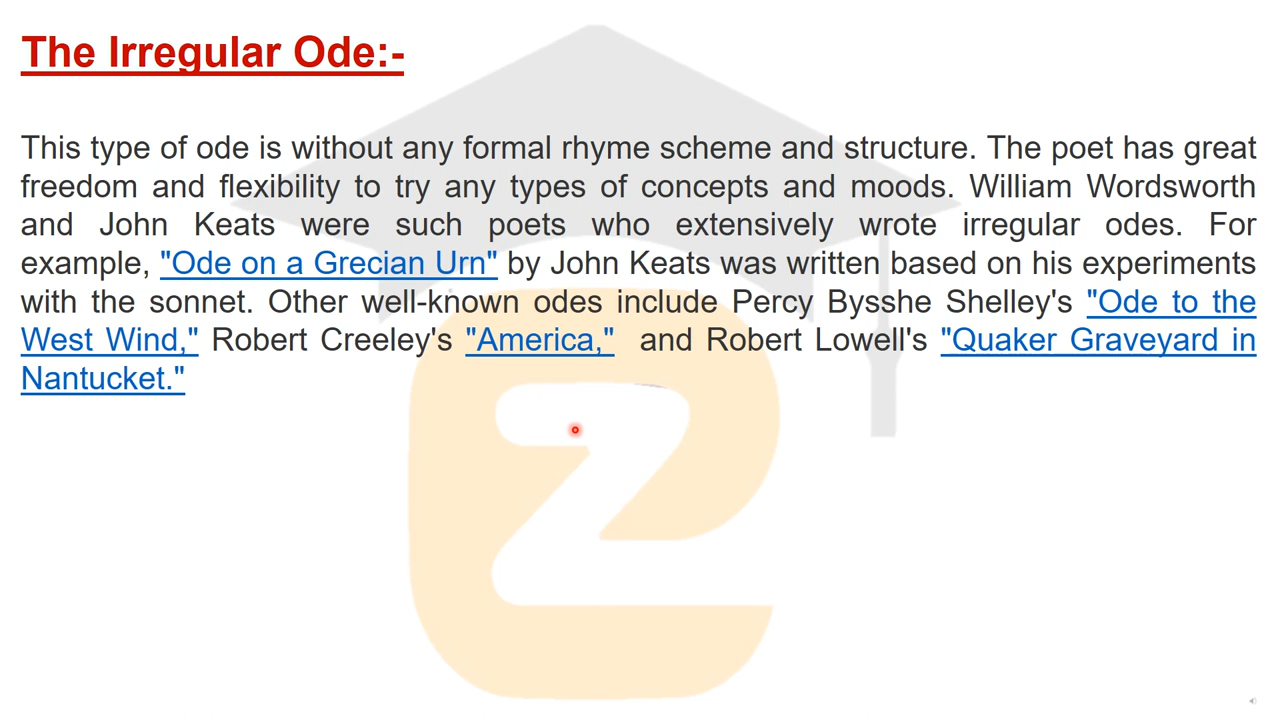 The Irregular Ode:-
This type of ode is without any formal rhyme scheme and structure. The poet has great
freedom and flexibility to try any types of concepts and moods. William Wordsworth
and John Keats were such poets who extensively wrote irregular odes. For
example, "Ode on a Grecian Urn" by John Keats was written based on his experiments
with the sonnet. Other well-known odes include Percy Bysshe Shelley's "Ode to the
West Wind," Robert Creeley's "America," and Robert Lowell's "Quaker Graveyard in
Nantucket."